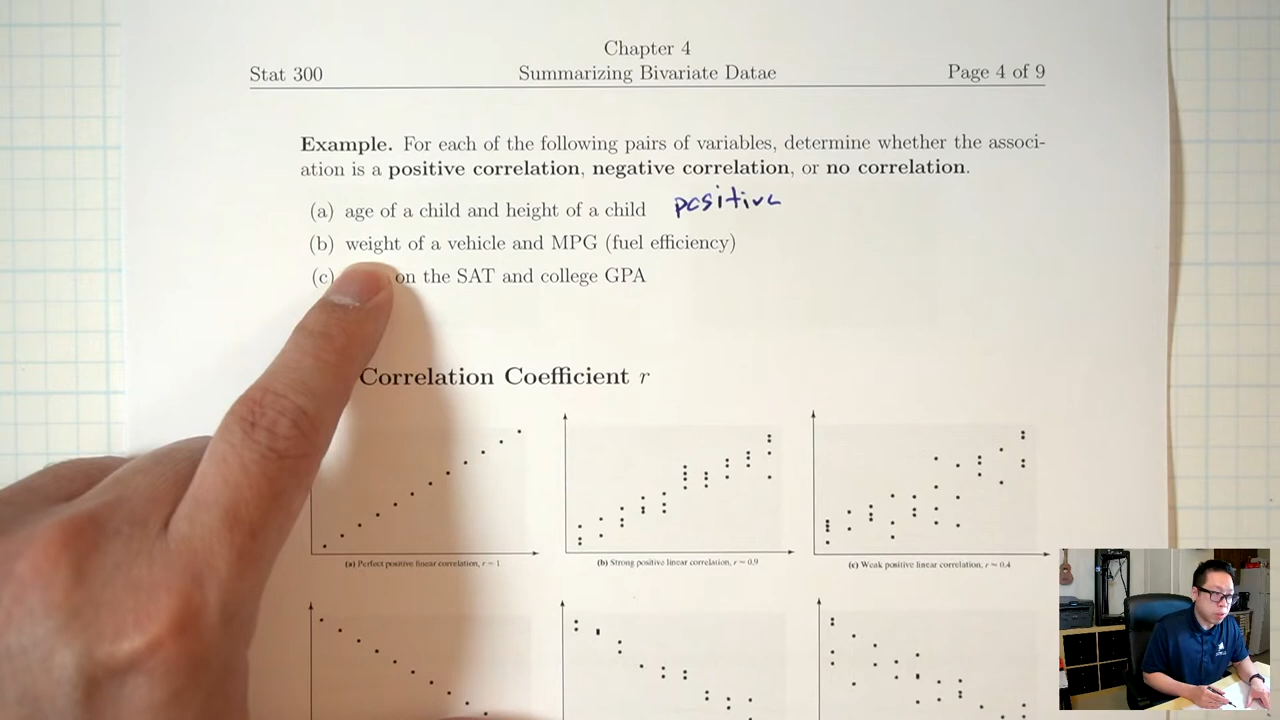 Chapter 4
Stat 300 Summarizing Bivariate Datae Page 4 of 9
Example. For each of the following pairs of variables, determine whether the associ-
ation is a positive correlation, negative correlation, or no correlation.
(a) age of a child and height of a child positive
(b) weight of a vehicle and MPG (fuel efficiency)
(c) on the SAT and college GPA
Correlation Coefficient r
(a) Perfect positive linear correlation, r = 1
(b) Strong positive linear correlation, r = 0.9
(c) Weak positive linear correlation, r = 0.4